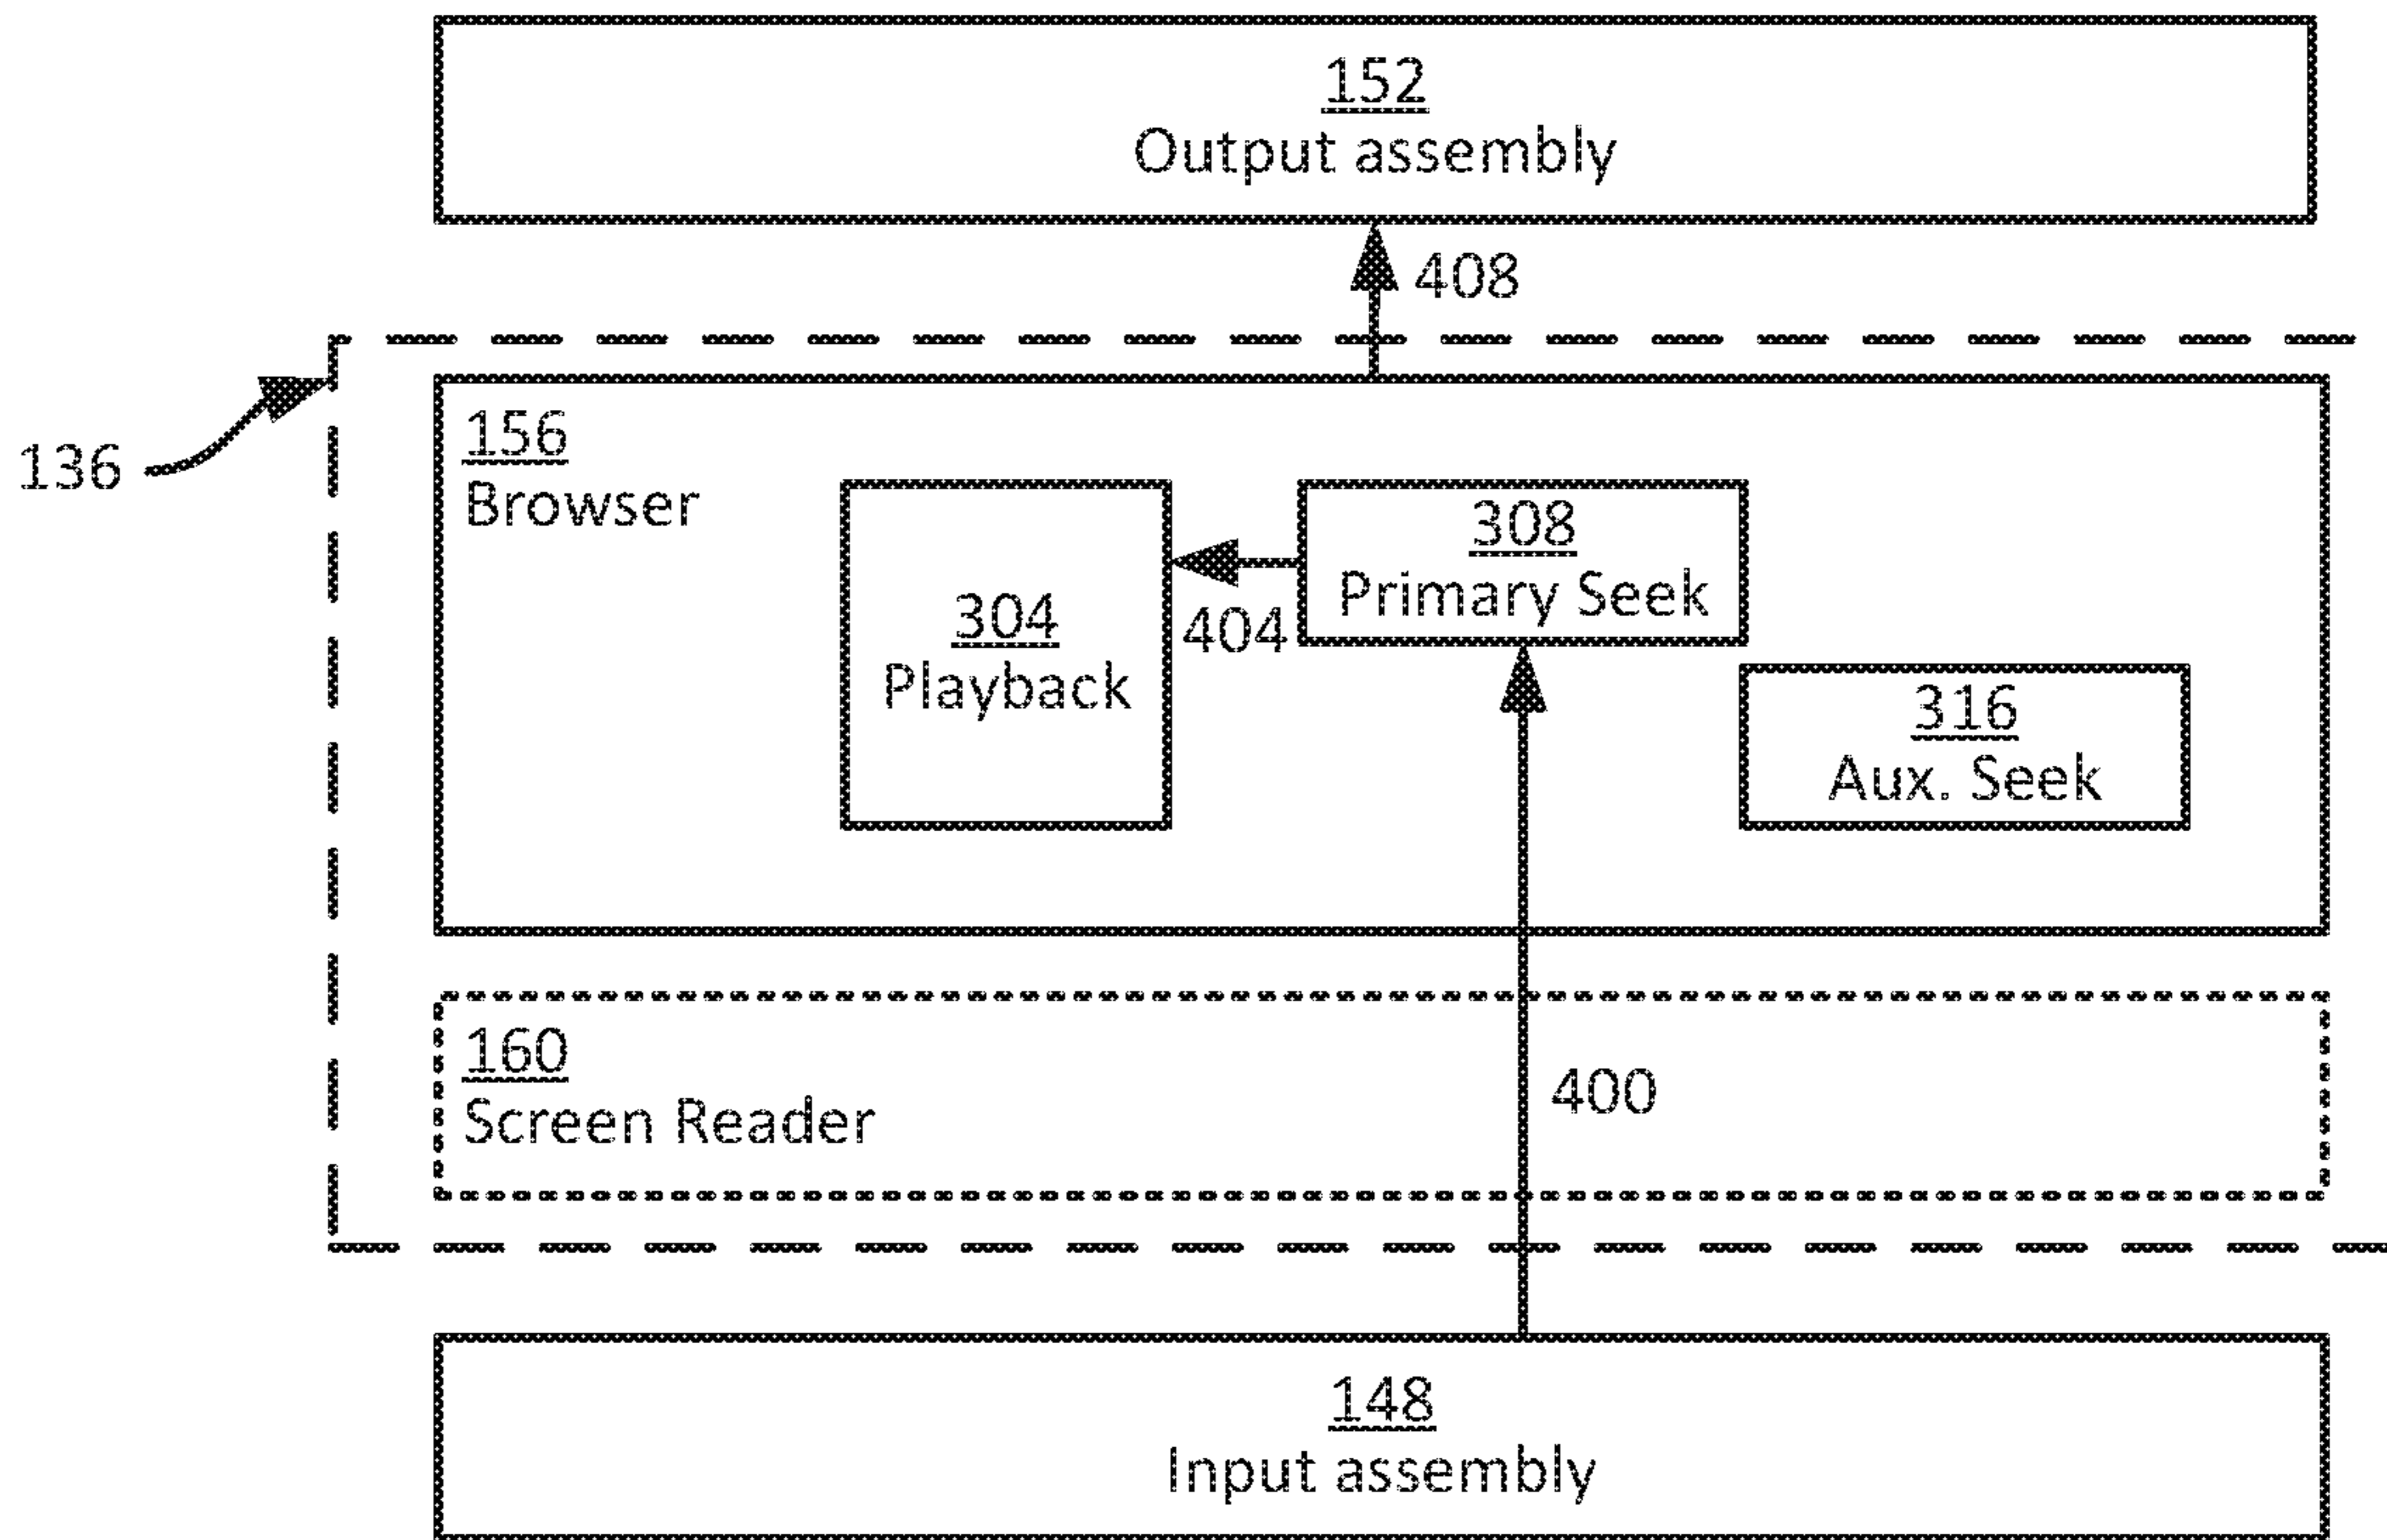 152
Output assembly
408
136
156
Browser
308
Primary Seek
304
Playback
404
316
Aux. Seek
160
Screen Reader
400
148
Input assembly